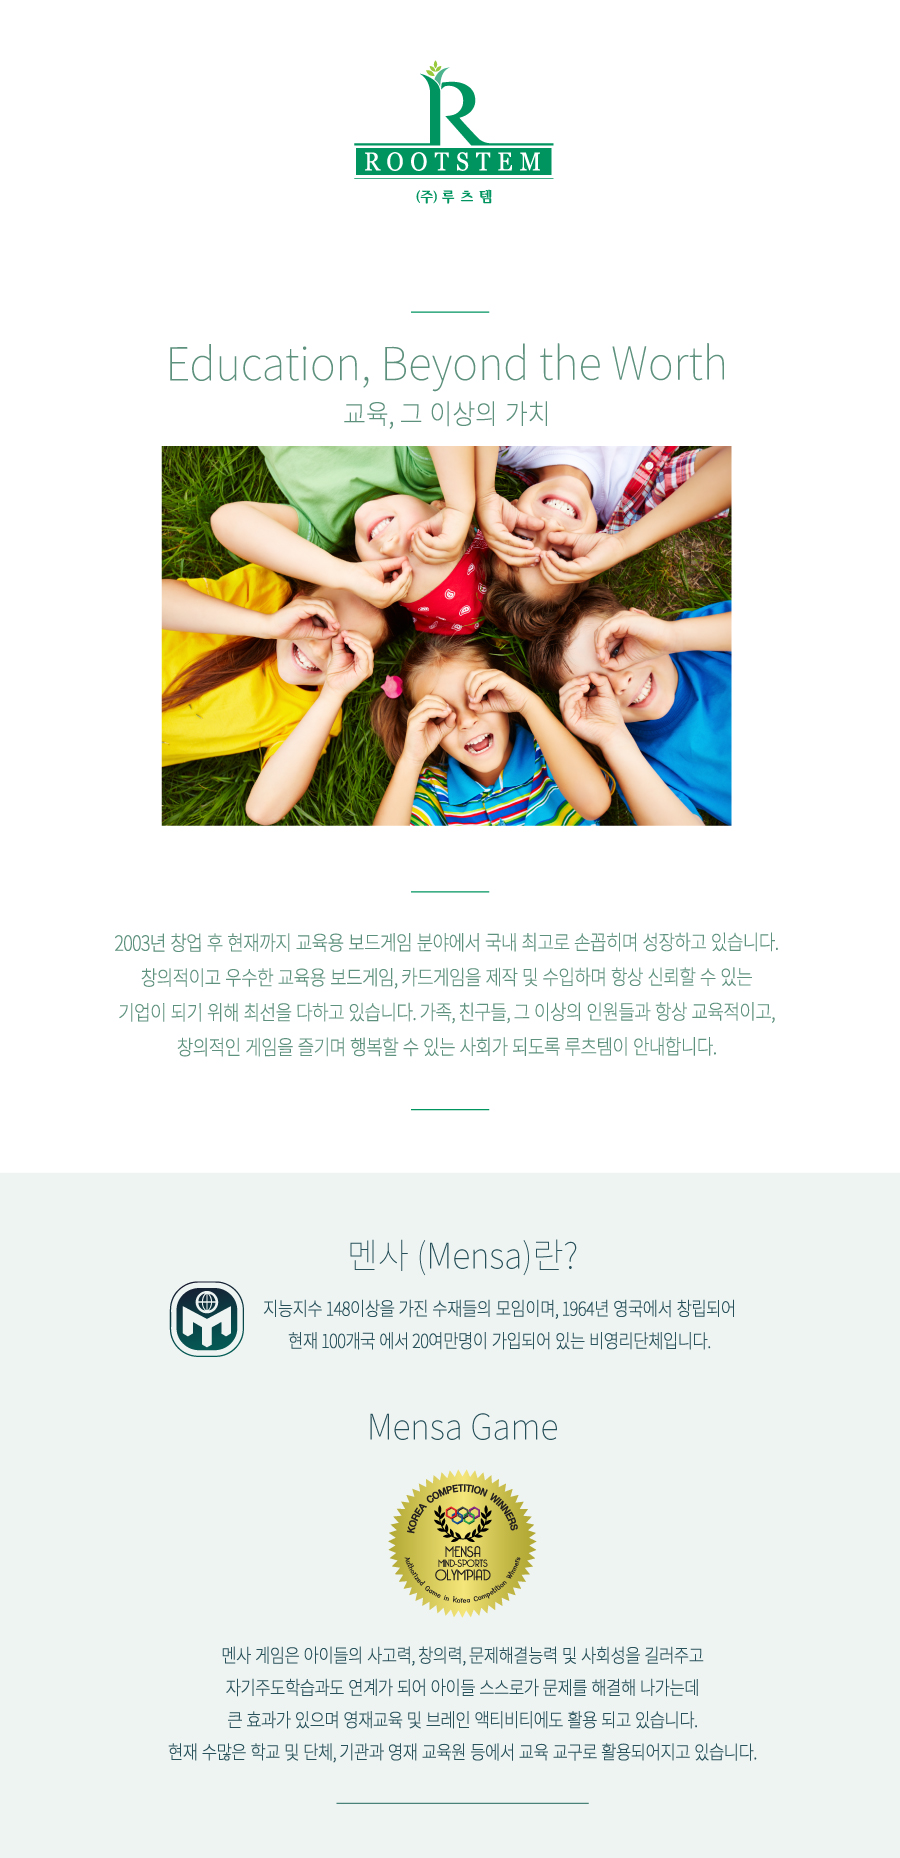 R
ROOTSTEM
(주)루츠템
Education, Beyond the Worth
교육, 그 이상의 가치
2003년 창업 후 현재까지 교육용 보드게임 분야에서 국내 최고로 손꼽히며 성장하고 있습니다.
창의적이고 우수한 교육용 보드게임, 카드게임을 제작 및 수입하며 항상 신뢰할 수 있는
기업이 되기 위해 최선을 다하고 있습니다. 가족, 친구들, 그 이상의 인원들과 항상 교육적이고,
창의적인 게임을 즐기며 행복할 수 있는 사회가 되도록 루츠템이 안내합니다.
멘사 (Mensa)란?
지능지수 148이상을 가진 수재들의 모임이며, 1964년 영국에서 창립되어
현재 100개국 에서 20여만명이 가입되어 있는 비영리단체입니다.
Mensa Game
KOREA COMPETITION WINNERS
MENSA
MIND-SPORTS
OLYMPIAD
Authorized Game in Korea Competition Winners
멘사 게임은 아이들의 사고력, 창의력, 문제해결능력 및 사회성을 길러주고
자기주도학습과도 연계가 되어 아이들 스스로가 문제를 해결해 나가는데
큰 효과가 있으며 영재교육 및 브레인 액티비티에도 활용 되고 있습니다.
현재 수많은 학교 및 단체, 기관과 영재 교육원 등에서 교육 교구로 활용되어지고 있습니다.